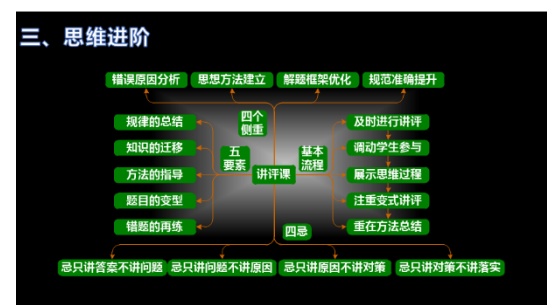 三、思维进阶
错误原因分析 思想方法建立 解题框架优化 规范准确提升
四个
侧重
规律的总结
知识的迁移
方法的指导
题目的变型
错题的再练
五
要素
讲评课
基本
流程
及时进行讲评
调动学生参与
展示思维过程
注重变式讲评
重在方法总结
四忌
忌只讲答案不讲问题 忌只讲问题不讲原因 忌只讲原因不讲对策 忌只讲对策不讲落实